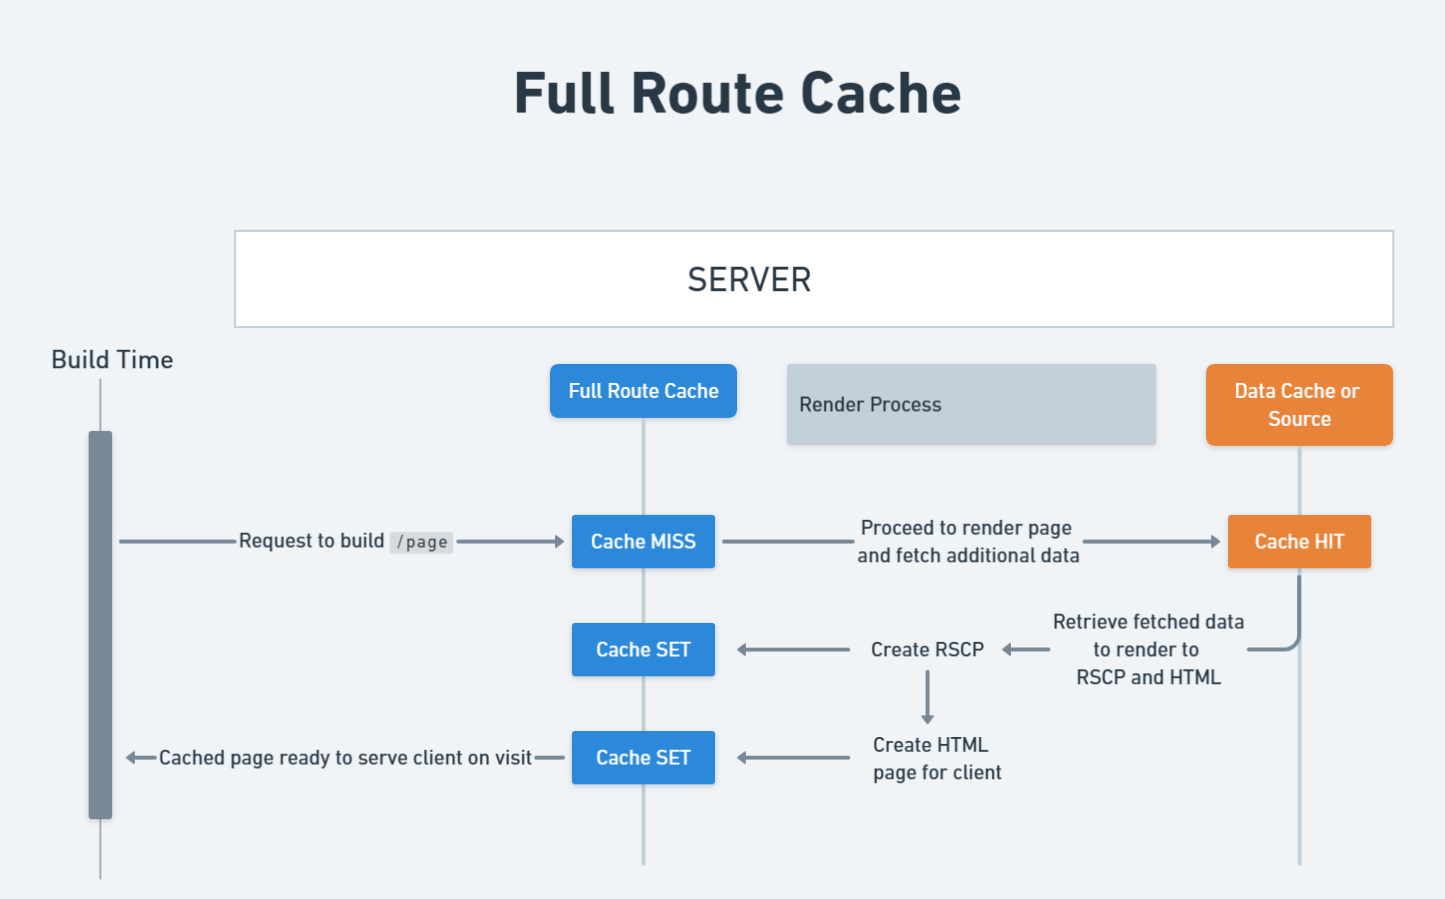 Full Route Cache
SERVER
Build Time
Full Route Cache
Render Process
Data Cache or
Source
Request to build /page
Cache MISS
Proceed to render page
and fetch additional data
Cache HIT
Retrieve fetched data
to render to
RSCP and HTML
Create RSCP
Cache SET
Create HTML
page for client
Cache SET
Cached page ready to serve client on visit